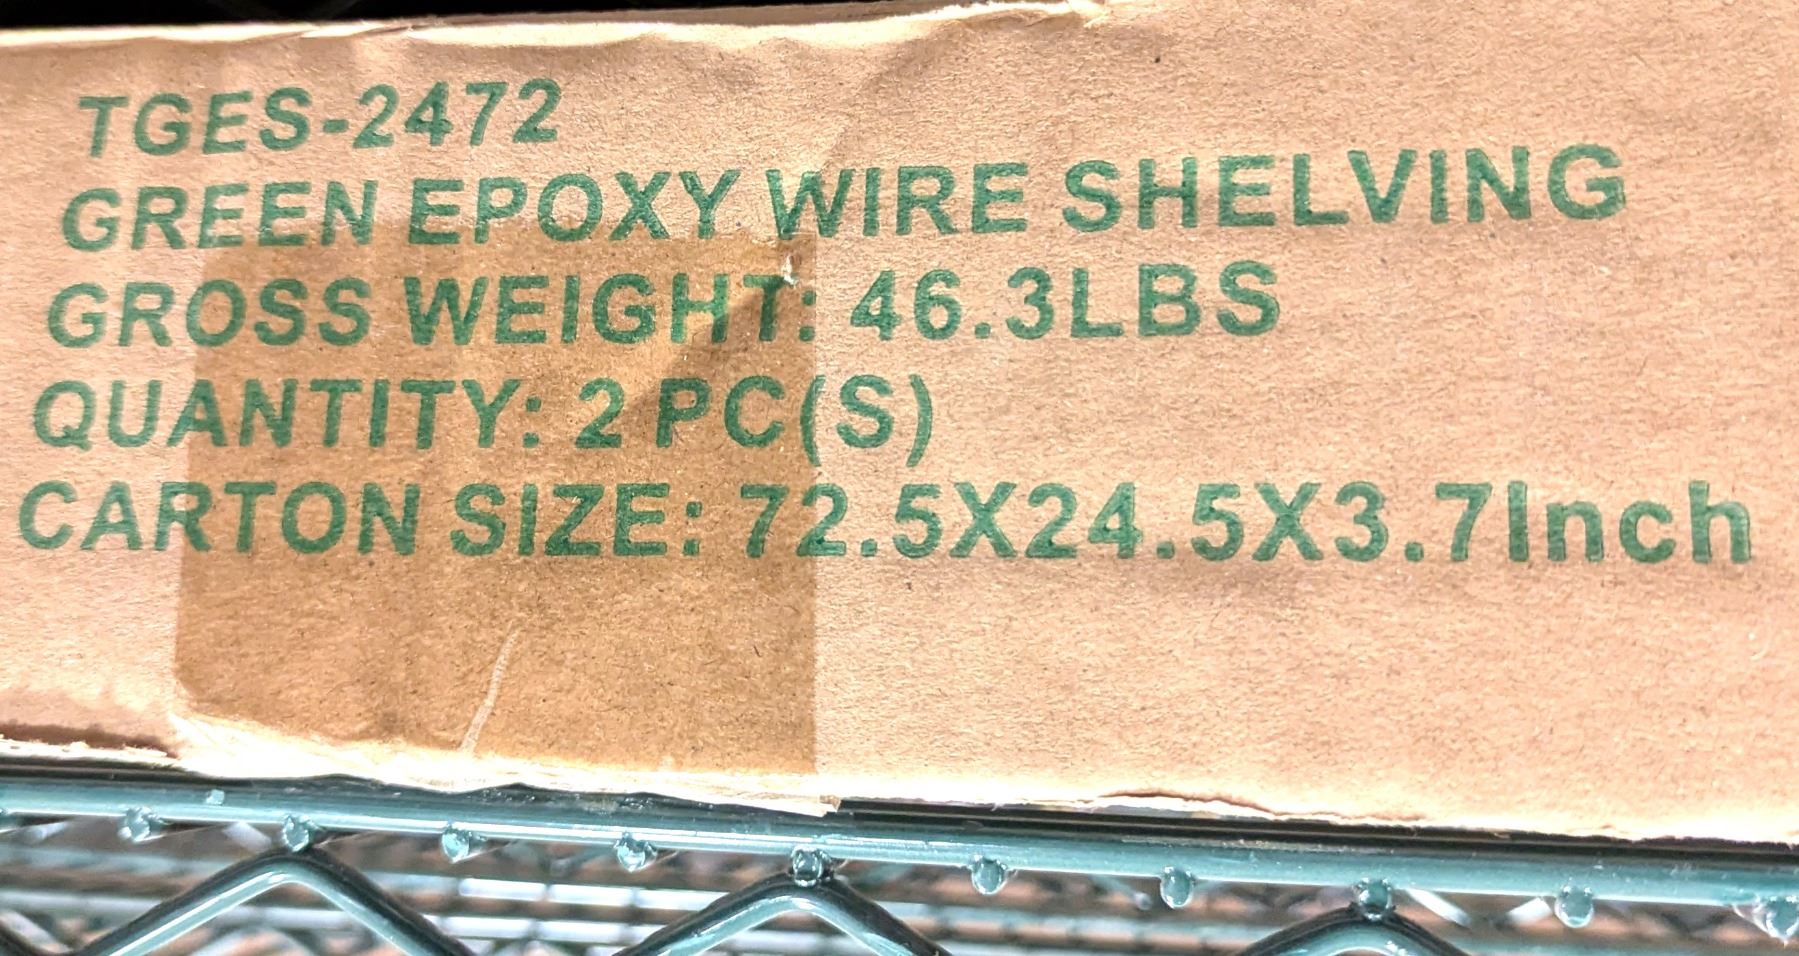 TGES-2472
GREEN EPOXY WIRE SHELVING
GROSS WEIGHT: 46.3LBS
QUANTITY: 2 PC(S)
CARTON SIZE: 72.5X24.5X3.7Inch